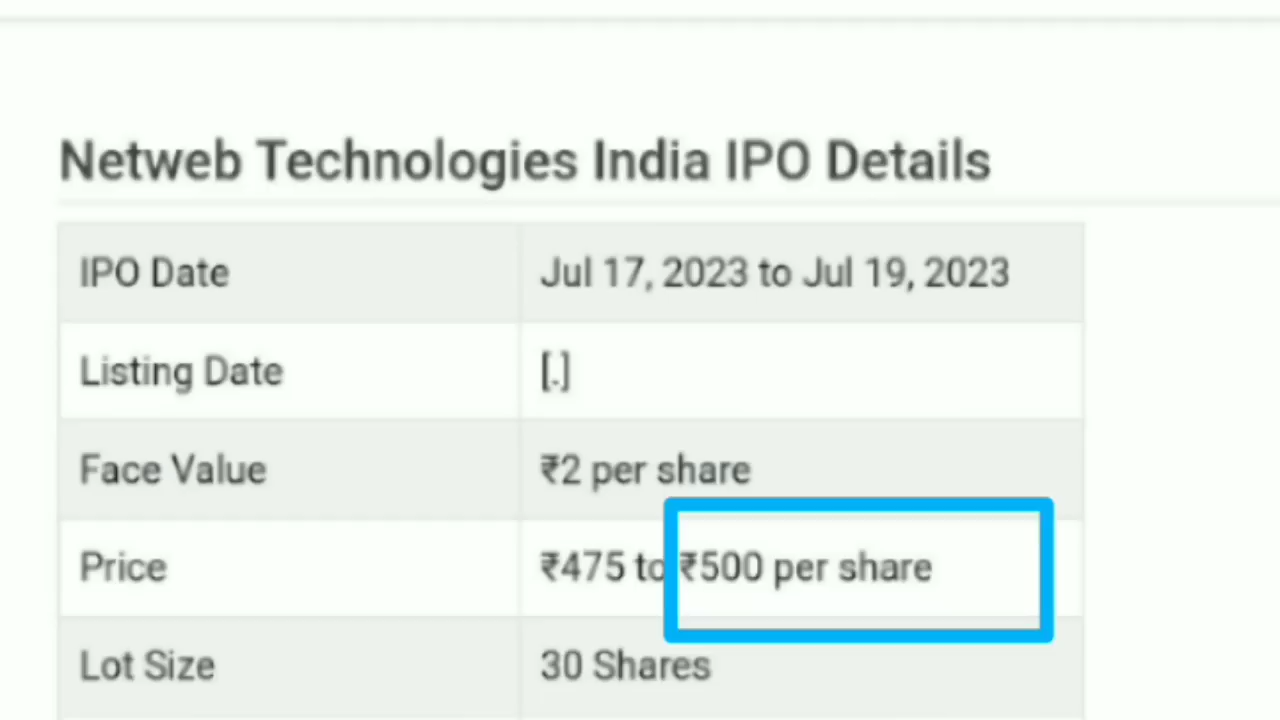 Netweb Technologies India IPO Details
IPO Date Jul 17, 2023 to Jul 19, 2023
Listing Date [.]
Face Value ₹2 per share
Price ₹475 to ₹500 per share
Lot Size 30 Shares